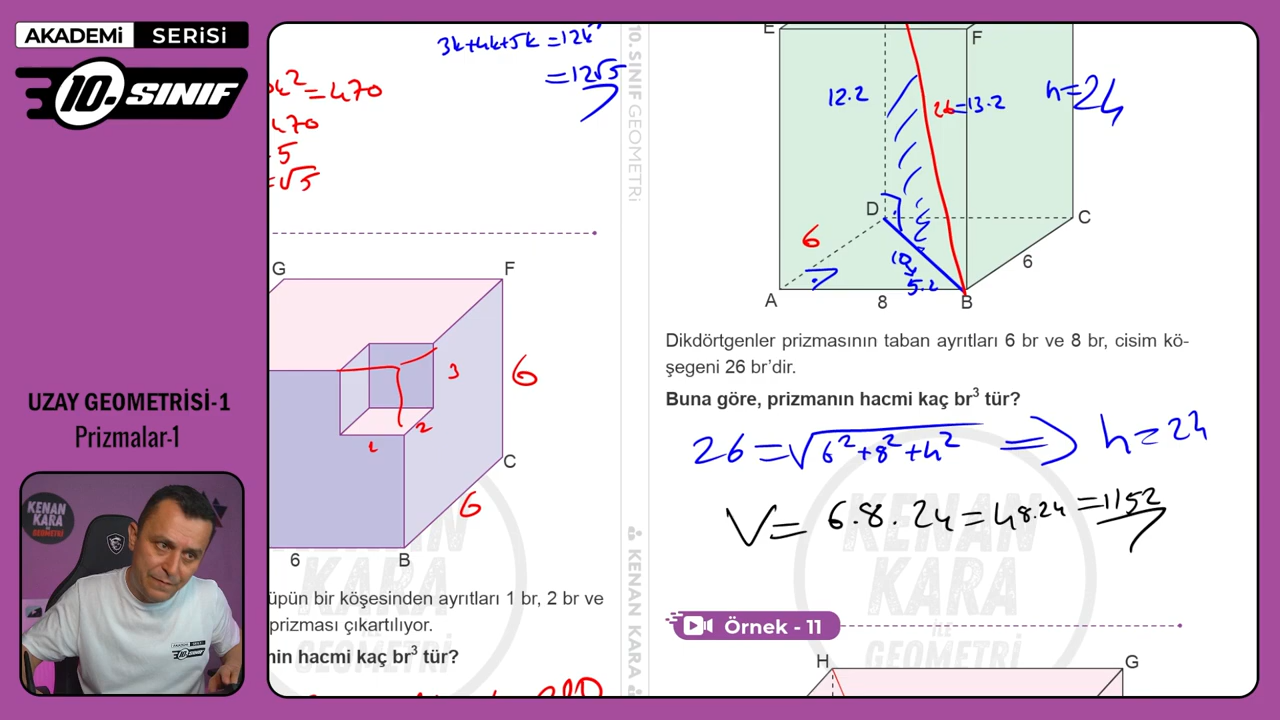 AKADEMİ SERİSİ
10. SINIF
UZAY GEOMETRİSİ-1
Prizmalar-1
KENAN
KARA
3k+4k+5k=12k
=12√5
k²=470
470
5
=√5
G
F
3
6
1
2
C
6
6
B
üpün bir köşesinden ayrıtları 1 br, 2 br ve
prizması çıkartılıyor.
nin hacmi kaç br³ tür?
10. SINIF GEOMETRİ
KENAN KARA
E
F
12.2
26=13.2
h=24
D
C
6
10
5.2
6
A
8
B
Dikdörtgenler prizmasının taban ayrıtları 6 br ve 8 br, cisim kö-
şegeni 26 br’dir.
Buna göre, prizmanın hacmi kaç br³ tür?
26=√6²+8²+h² ⇒ h=24
V= 6.8.24=48.24=1152
KENAN
KARA
İLE
GEOMETRİ
Örnek - 11
H
G